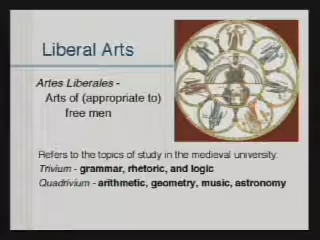 Liberal Arts
Artes Liberales -
Arts of (appropriate to)
free men
Refers to the topics of study in the medieval university.
Trivium - grammar, rhetoric, and logic
Quadrivium - arithmetic, geometry, music, astronomy